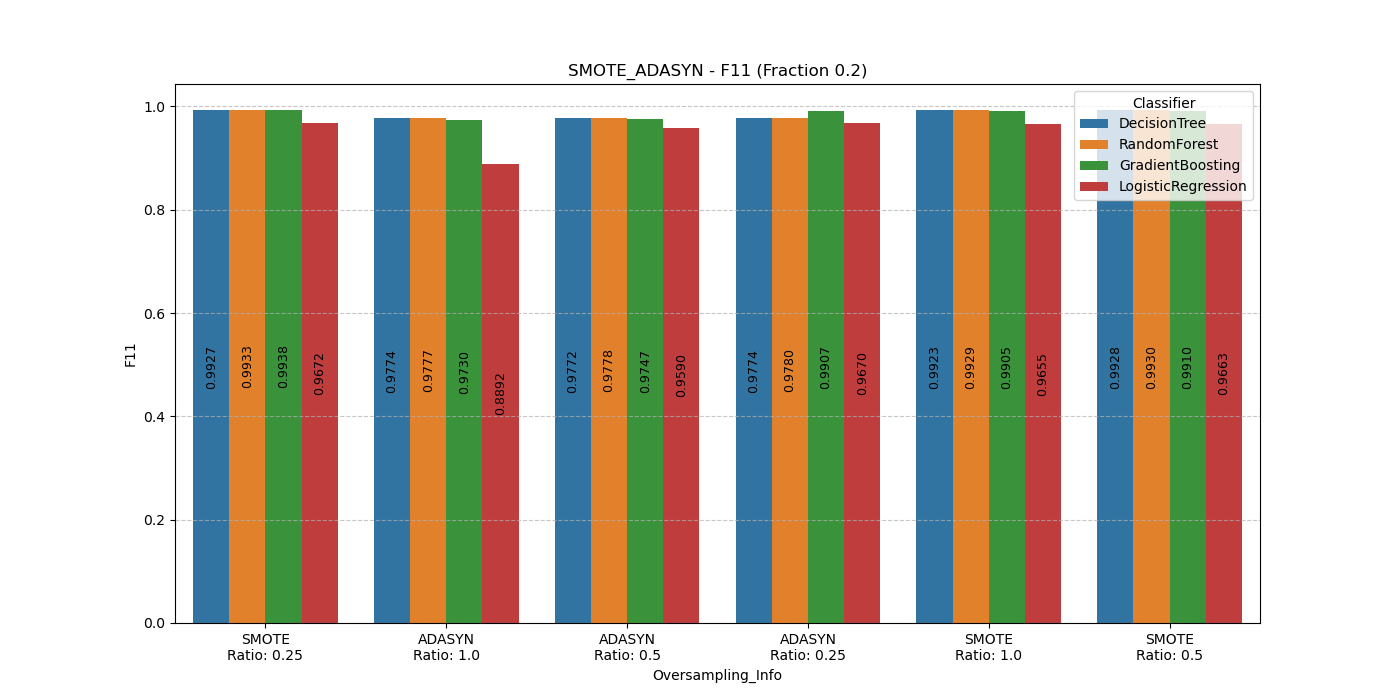 SMOTE_ADASYN - F11 (Fraction 0.2)
Classifier
DecisionTree
RandomForest
GradientBoosting
LogisticRegression
F11
1.0
0.8
0.6
0.4
0.2
0.0
0.9927
0.9933
0.9938
0.9672
0.9774
0.9777
0.9730
0.8892
0.9772
0.9778
0.9747
0.9590
0.9774
0.9780
0.9907
0.9670
0.9923
0.9929
0.9905
0.9655
0.9928
0.9930
0.9910
0.9663
SMOTE
Ratio: 0.25
ADASYN
Ratio: 1.0
ADASYN
Ratio: 0.5
ADASYN
Ratio: 0.25
SMOTE
Ratio: 1.0
SMOTE
Ratio: 0.5
Oversampling_Info